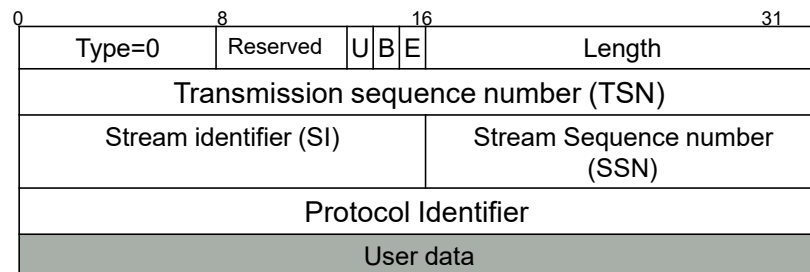 0 8 16 31
Type=0 Reserved U B E Length
Transmission sequence number (TSN)
Stream identifier (SI) Stream Sequence number
(SSN)
Protocol Identifier
User data